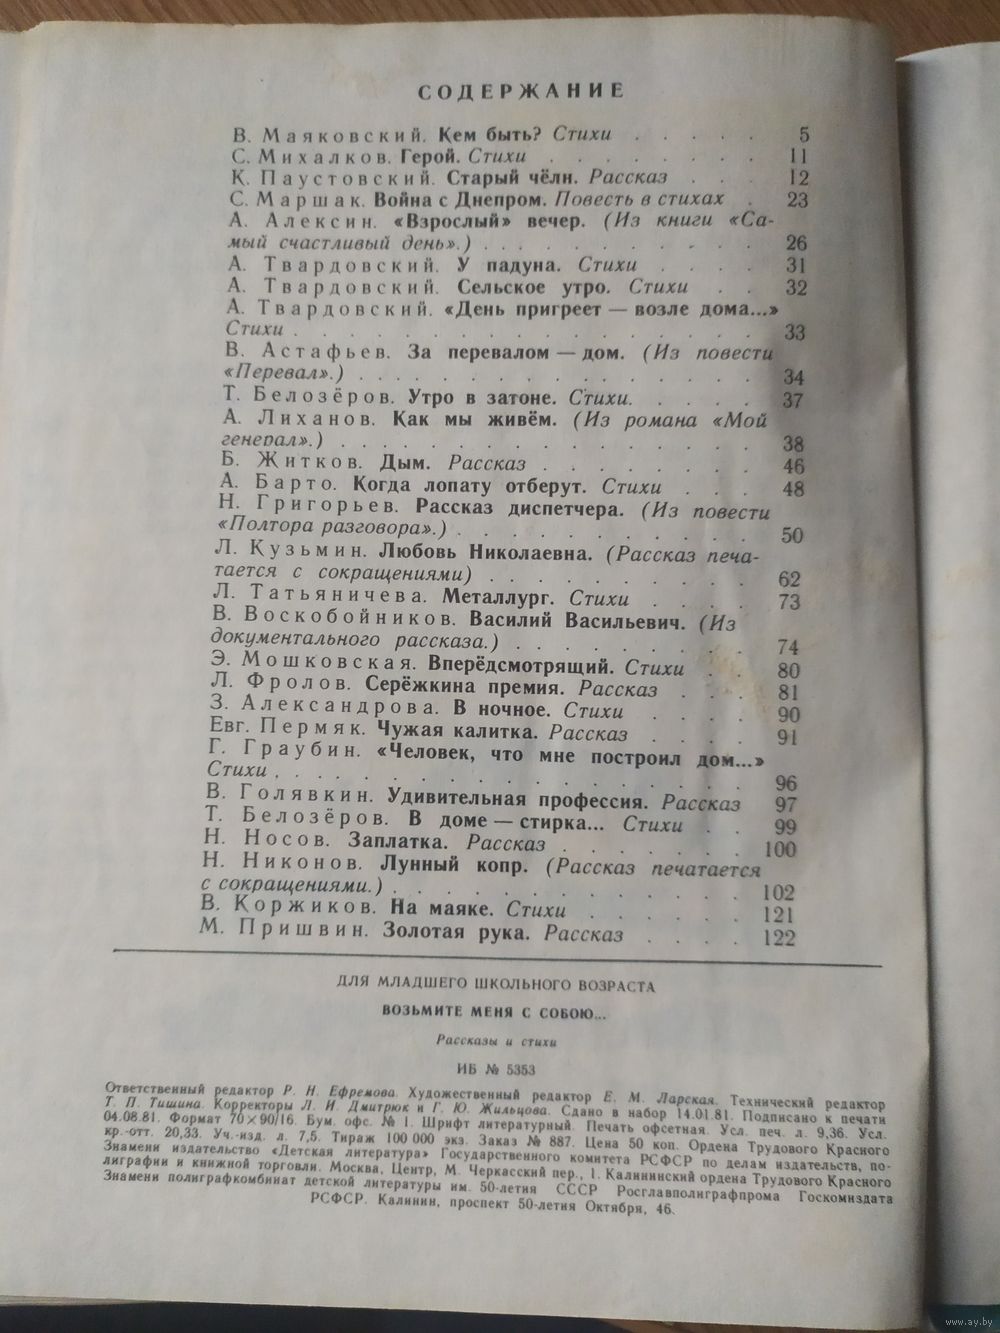 СОДЕРЖАНИЕ
В. Маяковский. Кем быть? Стихи . . . . . 5
С. Михалков. Герой. Стихи . . . . . . . . 11
К. Паустовский. Старый чёлн. Рассказ . . . 12
С. Маршак. Война с Днепром. Повесть в стихах . 23
А. Алексин. «Взрослый» вечер. (Из книги «Са-
мый счастливый день».) . . . . . . . . . . . 26
А. Твардовский. У падуна. Стихи . . . . 31
А. Твардовский. Сельское утро. Стихи . . 32
А. Твардовский. «День пригреет — возле дома...»
Стихи . . . . . . . . . . . . . . . . . 33
В. Астафьев. За перевалом — дом. (Из повести
«Перевал».) . . . . . . . . . . . . . . 34
Т. Белозёров. Утро в затоне. Стихи. . . . . 37
А. Лиханов. Как мы живём. (Из романа «Мой
генерал».) . . . . . . . . . . . . . . . 38
Б. Житков. Дым. Рассказ . . . . . . . . 46
А. Барто. Когда лопату отберут. Стихи . . . 48
Н. Григорьев. Рассказ диспетчера. (Из повести
«Полтора разговора».) . . . . . . . . . . . 50
Л. Кузьмин. Любовь Николаевна. (Рассказ печа-
тается с сокращениями) . . . . . . . . . . 62
Л. Татьяничева. Металлург. Стихи . . . . 73
В. Воскобойников. Василий Васильевич. (Из
документального рассказа.) . . . . . . . . . 74
Э. Мошковская. Вперёдсмотрящий. Стихи . . 80
Л. Фролов. Серёжкина премия. Рассказ . . . 81
З. Александрова. В ночное. Стихи . . . . 90
Евг. Пермяк. Чужая калитка. Рассказ . . . . 91
Г. Граубин. «Человек, что мне построил дом...»
Стихи . . . . . . . . . . . . . . . . . 96
В. Голявкин. Удивительная профессия. Рассказ 97
Т. Белозёров. В доме — стирка... Стихи . . 99
Н. Носов. Заплатка. Рассказ . . . . . . . 100
Н. Никонов. Лунный копр. (Рассказ печатается
с сокращениями.) . . . . . . . . . . . . . 102
В. Коржиков. На маяке. Стихи . . . . . . 121
М. Пришвин. Золотая рука. Рассказ . . . . 122
ДЛЯ МЛАДШЕГО ШКОЛЬНОГО ВОЗРАСТА
ВОЗЬМИТЕ МЕНЯ С СОБОЮ...
Рассказы и стихи
ИБ № 5353
Ответственный редактор Р. Н. Ефремова. Художественный редактор Е. М. Ларская. Технический редактор
Т. П. Тишина. Корректоры Л. И. Дмитрюк и Г. Ю. Жильцова. Сдано в набор 14.01.81. Подписано к печати
04.08.81. Формат 70×90/16. Бум. офс. № 1. Шрифт литературный. Печать офсетная. Усл. печ. л. 9,36. Усл.
кр.-отт. 20,33. Уч.-изд. л. 7,5. Тираж 100 000 экз. Заказ № 887. Цена 50 коп. Ордена Трудового Красного
Знамени издательство «Детская литература» Государственного комитета РСФСР по делам издательств, по-
лиграфии и книжной торговли. Москва, Центр, М. Черкасский пер., 1. Калининский ордена Трудового Красного
Знамени полиграфкомбинат детской литературы им. 50-летия СССР Росглавполиграфпрома Госкомиздата
РСФСР. Калинин, проспект 50-летия Октября, 46.
www.ay.by